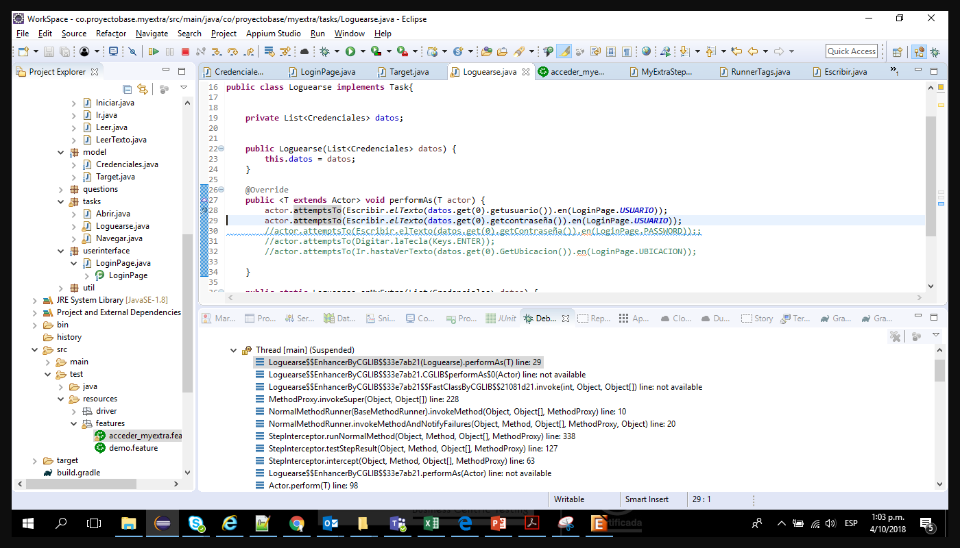 WorkSpace - co.proyectobase.myextra/src/main/java/co/proyectobase/myextra/tasks/Loguearse.java - Eclipse
File Edit Source Refactor Navigate Search Project Appium Studio Run Window Help
Quick Access
Project Explorer
Credenciale... LoginPage.java Target.java Loguearse.java acceder_mye... MyExtraStep... RunnerTags.java Escribir.java
Iniciar.java
Ir.java
Leer.java
LeerTexto.java
model
Credenciales.java
Target.java
questions
tasks
Abrir.java
Loguearse.java
Navegar.java
userinterface
LoginPage.java
LoginPage
util
JRE System Library [JavaSE-1.8]
Project and External Dependencies
bin
history
src
main
test
java
resources
driver
features
acceder_myextra.fea
demo.feature
target
build.gradle
16 public class Loguearse implements Task{
17
18
19 private List<Credenciales> datos;
20
21
22 public Loguearse(List<Credenciales> datos) {
23 this.datos = datos;
24 }
25
26 @Override
27 public <T extends Actor> void performAs(T actor) {
28 actor.attemptsTo(Escribir.elTexto(datos.get(0).getusuario()).en(LoginPage.USUARIO));
29 actor.attemptsTo(Escribir.elTexto(datos.get(0).getcontraseña()).en(LoginPage.USUARIO));
30 //actor.attemptsTo(Escribir.elTexto(datos.get(0).getContraseña()).en(LoginPage.PASSWORD));;
31 //actor.attemptsTo(Digitar.laTecla(Keys.ENTER));
32 //actor.attemptsTo(Ir.hastaVerTexto(datos.get(0).GetUbicacion()).en(LoginPage.UBICACION));
33
34 }
35
Mar... Pro... Ser... Dat... Sni... Co... Pro... JUnit Deb... Rep... Ap... Clo... Du... Story Ter... Gra... Gra...
Thread [main] (Suspended)
Loguearse$$EnhancerByCGLIB$$33e7ab21(Loguearse).performAs(T) line: 29
Loguearse$$EnhancerByCGLIB$$33e7ab21.CGLIB$performAs$0(Actor) line: not available
Loguearse$$EnhancerByCGLIB$$33e7ab21$$FastClassByCGLIB$$21081d21.invoke(int, Object, Object[]) line: not available
MethodProxy.invokeSuper(Object, Object[]) line: 228
NormalMethodRunner(BaseMethodRunner).invokeMethod(Object, Object[], MethodProxy) line: 10
NormalMethodRunner.invokeMethodAndNotifyFailures(Object, Method, Object[], MethodProxy, Object) line: 20
StepInterceptor.runNormalMethod(Object, Method, Object[], MethodProxy) line: 338
StepInterceptor.testStepResult(Object, Method, Object[], MethodProxy) line: 127
StepInterceptor.intercept(Object, Method, Object[], MethodProxy) line: 63
Loguearse$$EnhancerByCGLIB$$33e7ab21.performAs(Actor) line: not available
Actor.perform(T) line: 98
Writable Smart Insert 29 : 1
ESP
1:03 p.m.
4/10/2018
5